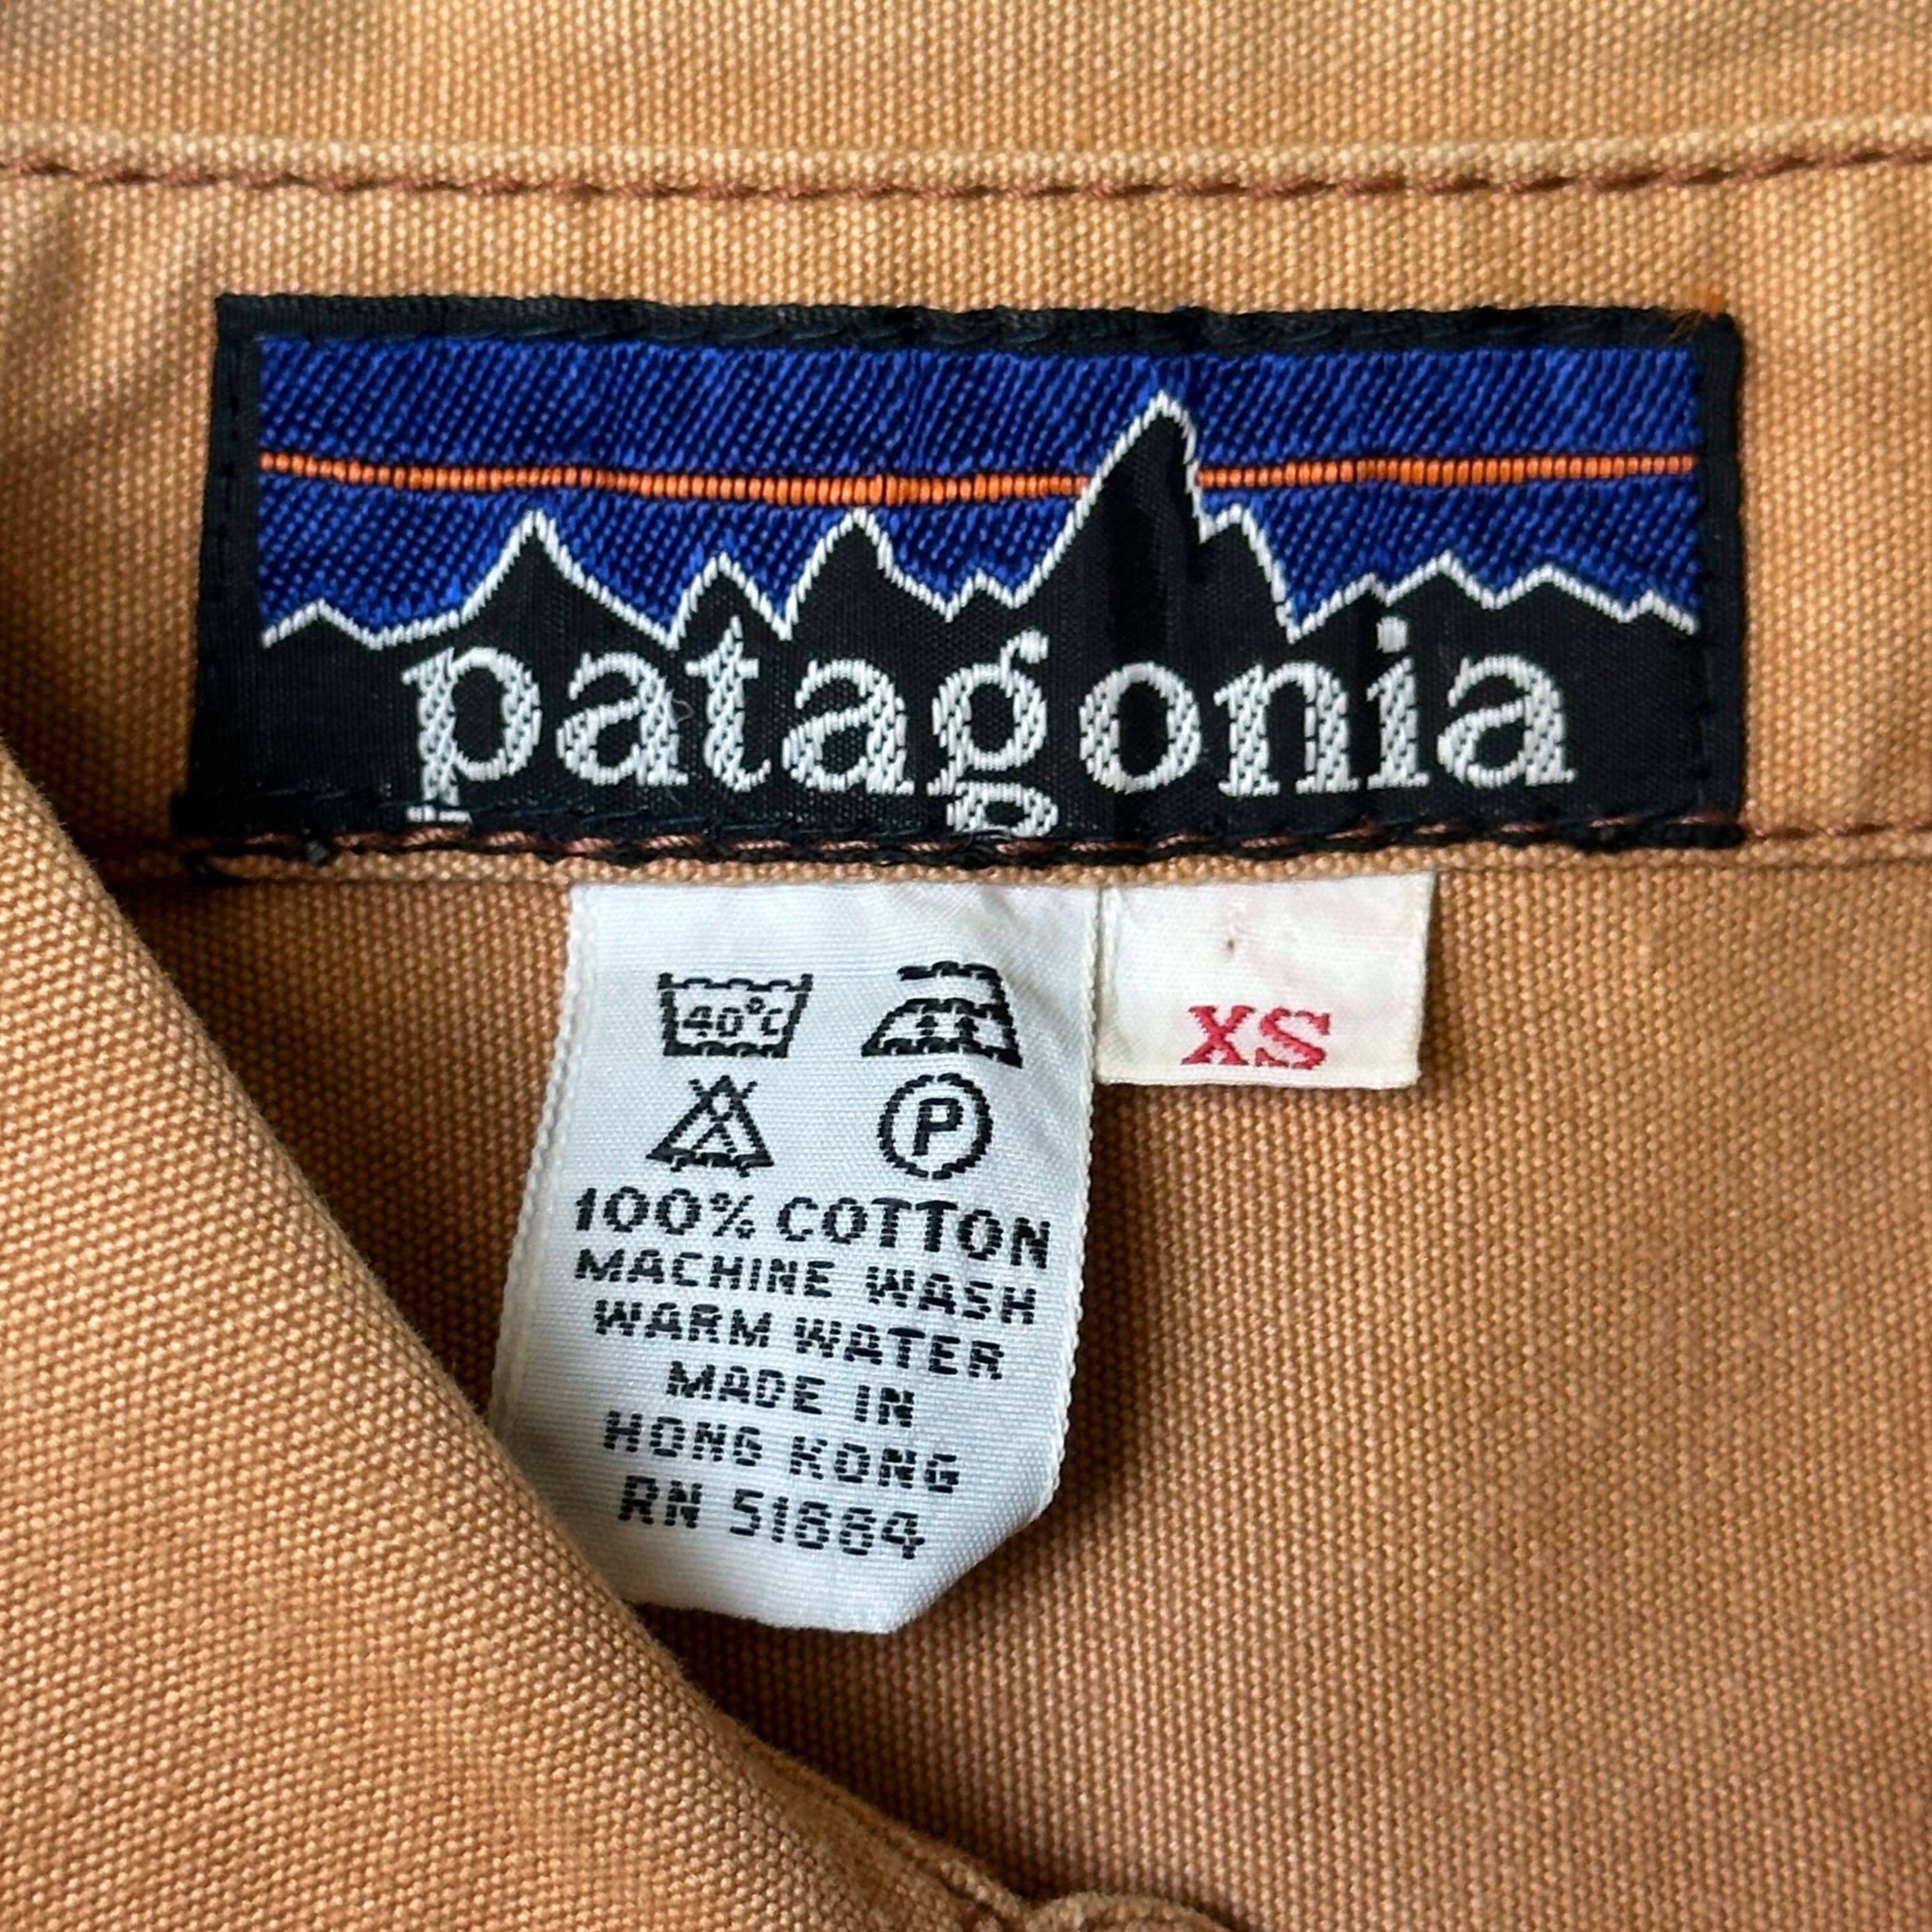 patagonia
XS
40°C
P
100% COTTON
MACHINE WASH
WARM WATER
MADE IN
HONG KONG
RN 51884